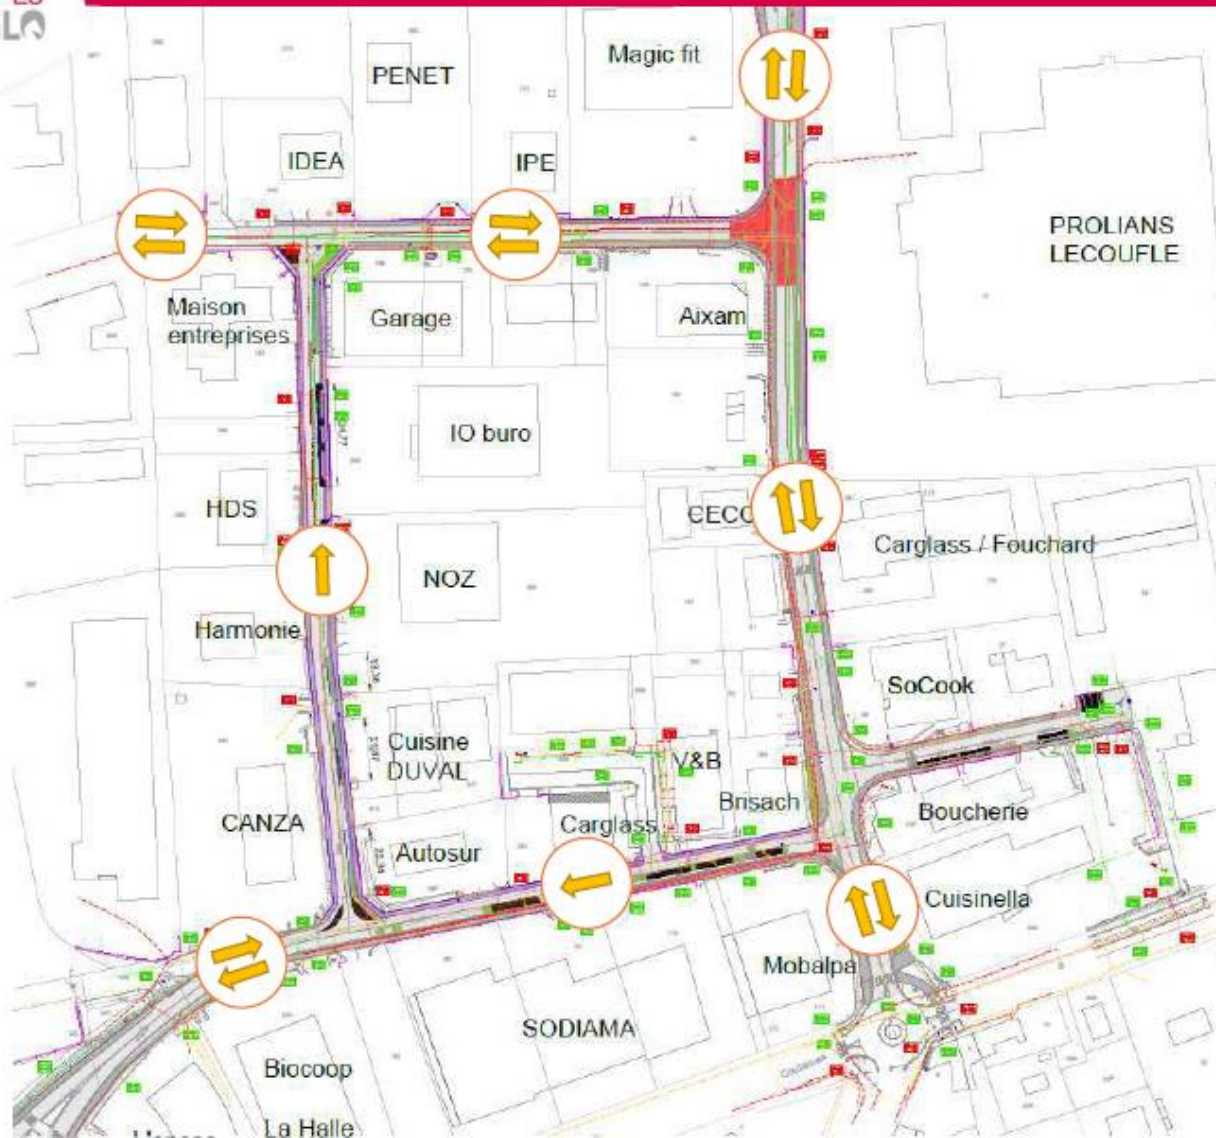 LO
Magic fit
PENET
IDEA
IPE
PROLIANS
LECOUFLE
Maison
entreprises
Garage
Aixam
IO buro
HDS
CECO
Carglass / Fouchard
NOZ
Harmonie
SoCook
Cuisine
DUVAL
V&B
Brisach
Boucherie
CANZA
Carglass
Autosur
Cuisinella
Mobalpa
SODIAMA
Biocoop
La Halle